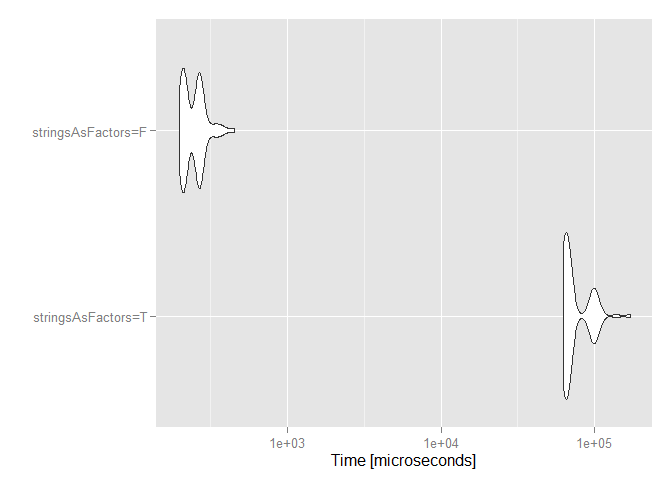 stringsAsFactors=F
stringsAsFactors=T
1e+03 1e+04 1e+05
Time [microseconds]